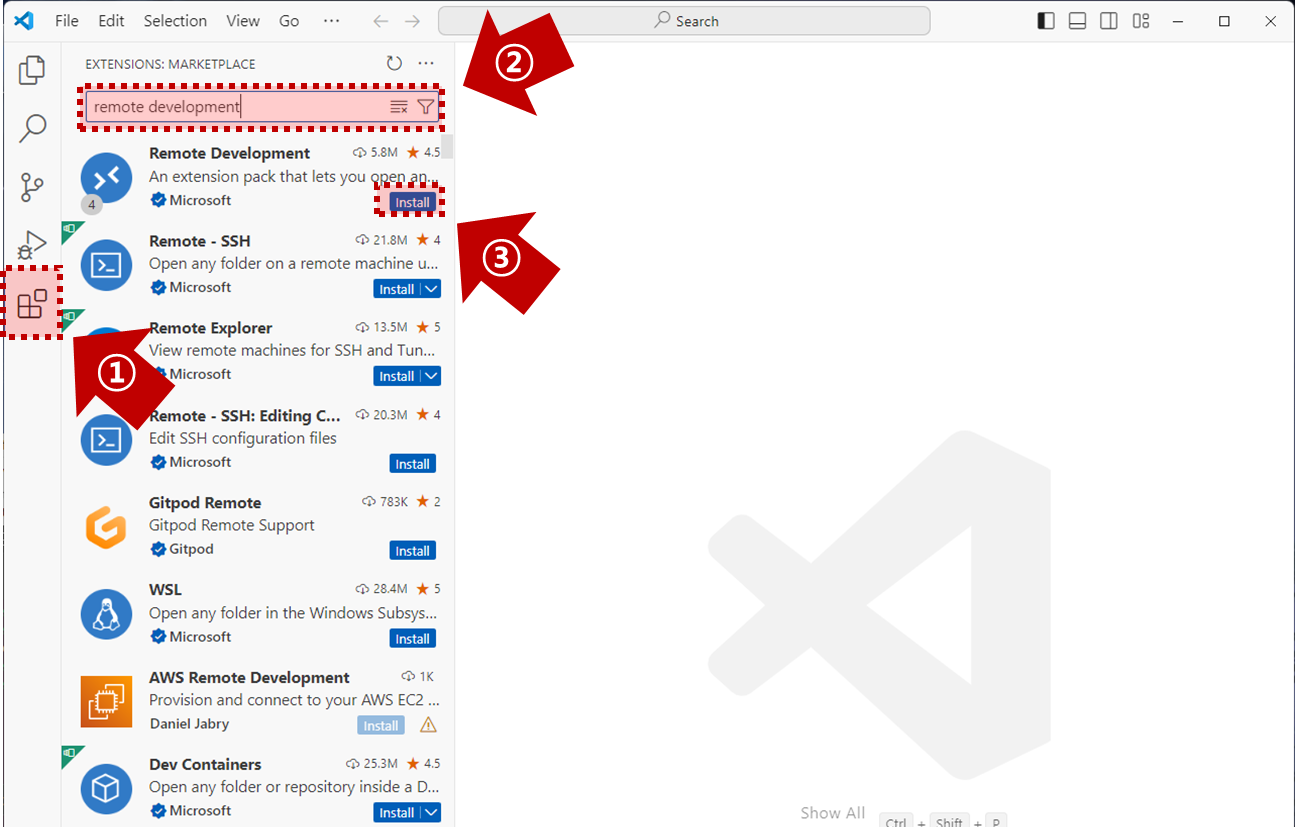 File Edit Selection View Go ··· Search
EXTENSIONS: MARKETPLACE ···
②
remote development
Remote Development 5.8M ★ 4.5
An extension pack that lets you open an...
4
Microsoft Install
Remote - SSH 21.8M ★ 4
Open any folder on a remote machine u...
③
Microsoft Install
Remote Explorer 13.5M ★ 5
View remote machines for SSH and Tun...
①
Microsoft Install
Remote - SSH: Editing C... 20.3M ★ 4
Edit SSH configuration files
Microsoft Install
Gitpod Remote 783K ★ 2
Gitpod Remote Support
Gitpod Install
WSL 28.4M ★ 5
Open any folder in the Windows Subsys...
Microsoft Install
AWS Remote Development 1K
Provision and connect to your AWS EC2 ...
Daniel Jabry Install
Dev Containers 25.3M ★ 4.5
Open any folder or repository inside a D...
Microsoft Install
Show All Ctrl + Shift + P